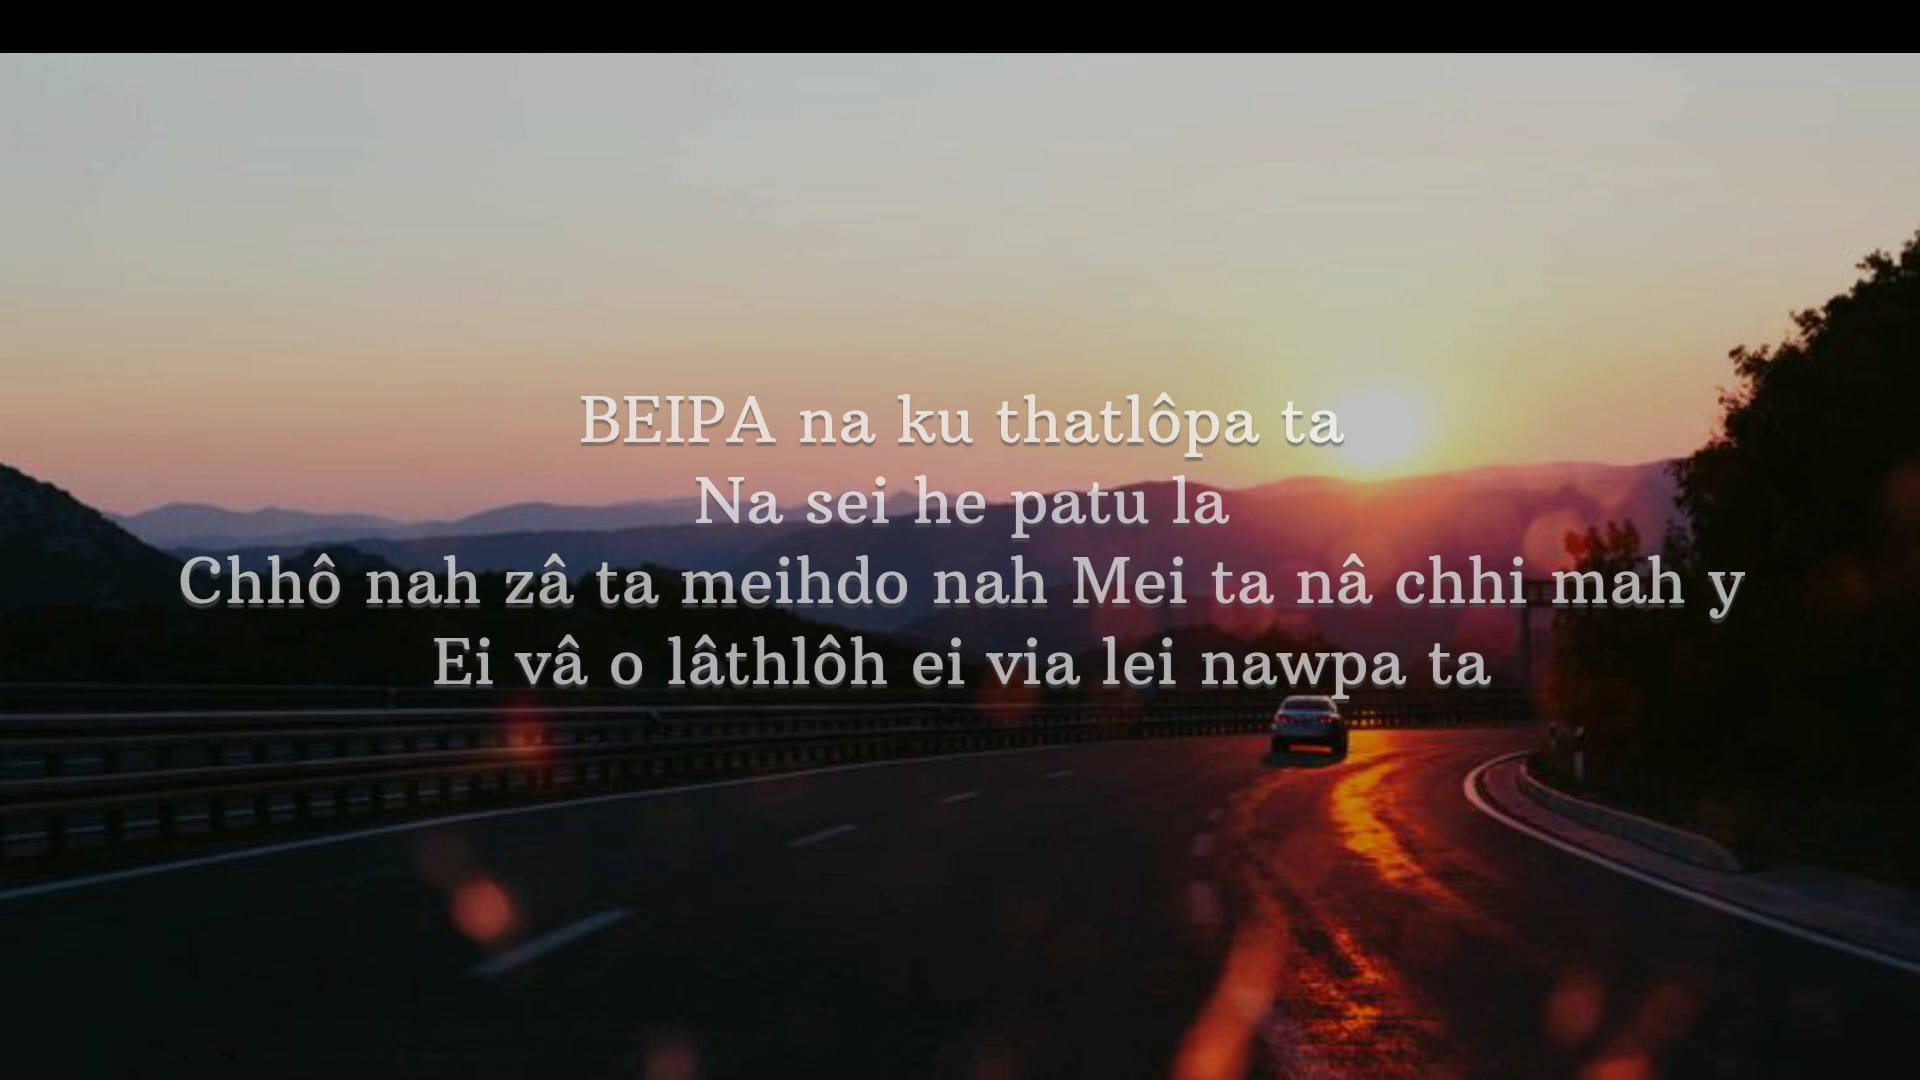 BEIPA na ku thatlôpa ta
Na sei he patu la
Chhô nah zâ ta meihdo nah Mei ta nâ chhi mah y
Ei vâ o lâthlôh ei via lei nawpa ta